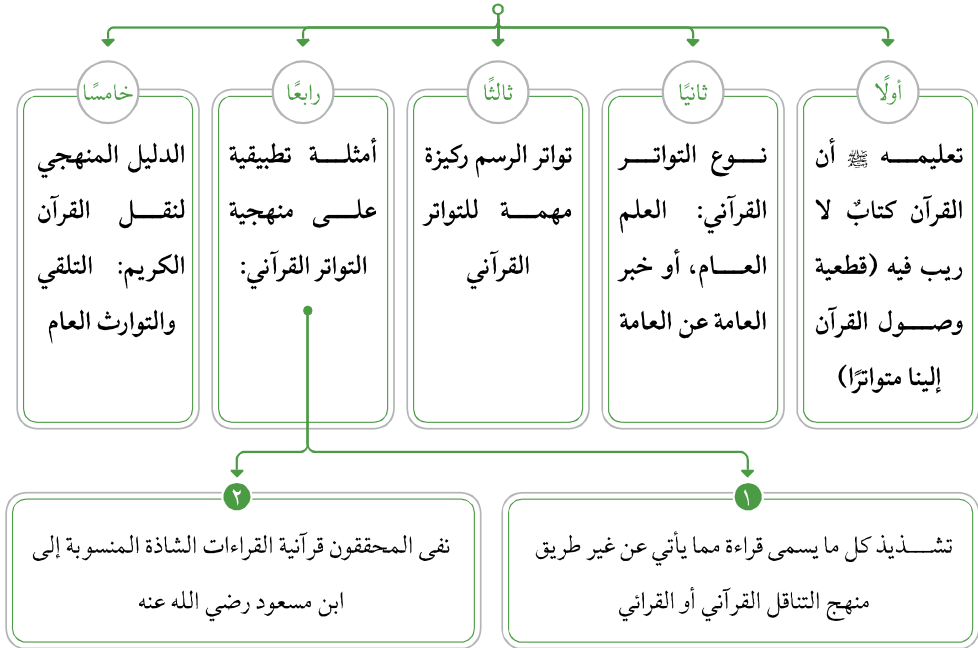 أولًا
تعليمه ﷺ أن
القرآن كتابٌ لا
ريب فيه (قطعية
وصول القرآن
إلينا متواترًا)
ثانيًا
نوع التواتر
القرآني: العلم
العام، أو خبر
العامة عن العامة
ثالثًا
تواتر الرسم ركيزة
مهمة للتواتر
القرآني
رابعًا
أمثلة تطبيقية
على منهجية
التواتر القرآني:
خامسًا
الدليل المنهجي
لنقل القرآن
الكريم: التلقي
والتوارث العام
١
تشذيذ كل ما يسمى قراءة مما يأتي عن غير طريق
منهج التناقل القرآني أو القرائي
٢
نفى المحققون قرآنية القراءات الشاذة المنسوبة إلى
ابن مسعود رضي الله عنه